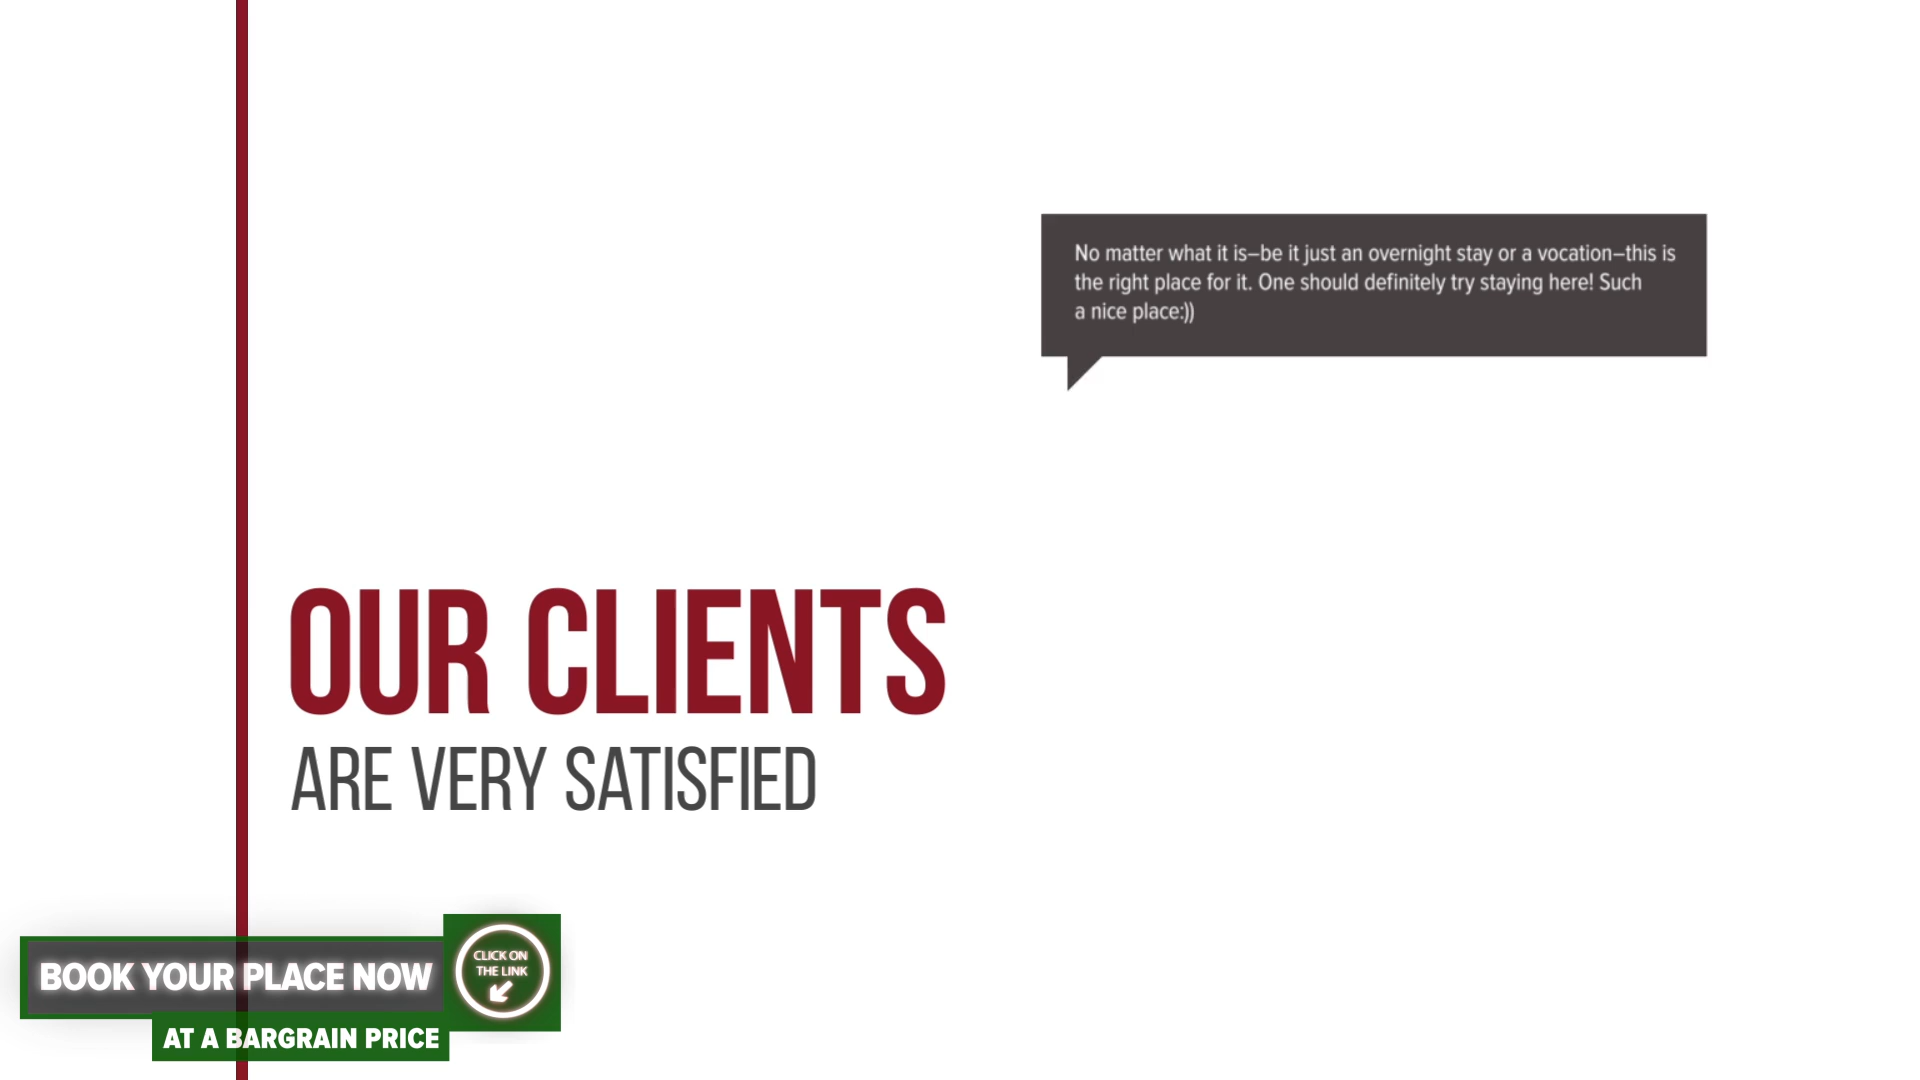 No matter what it is–be it just an overnight stay or a vocation–this is
the right place for it. One should definitely try staying here! Such
a nice place:))
OUR CLIENTS
ARE VERY SATISFIED
BOOK YOUR PLACE NOW
CLICK ON
THE LINK
AT A BARGRAIN PRICE